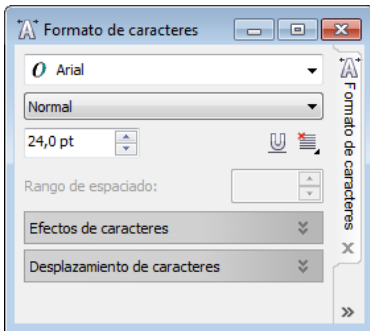 Formato de caracteres
O Arial
Normal
24,0 pt
Rango de espaciado:
Efectos de caracteres
Desplazamiento de caracteres
Formato de caracteres